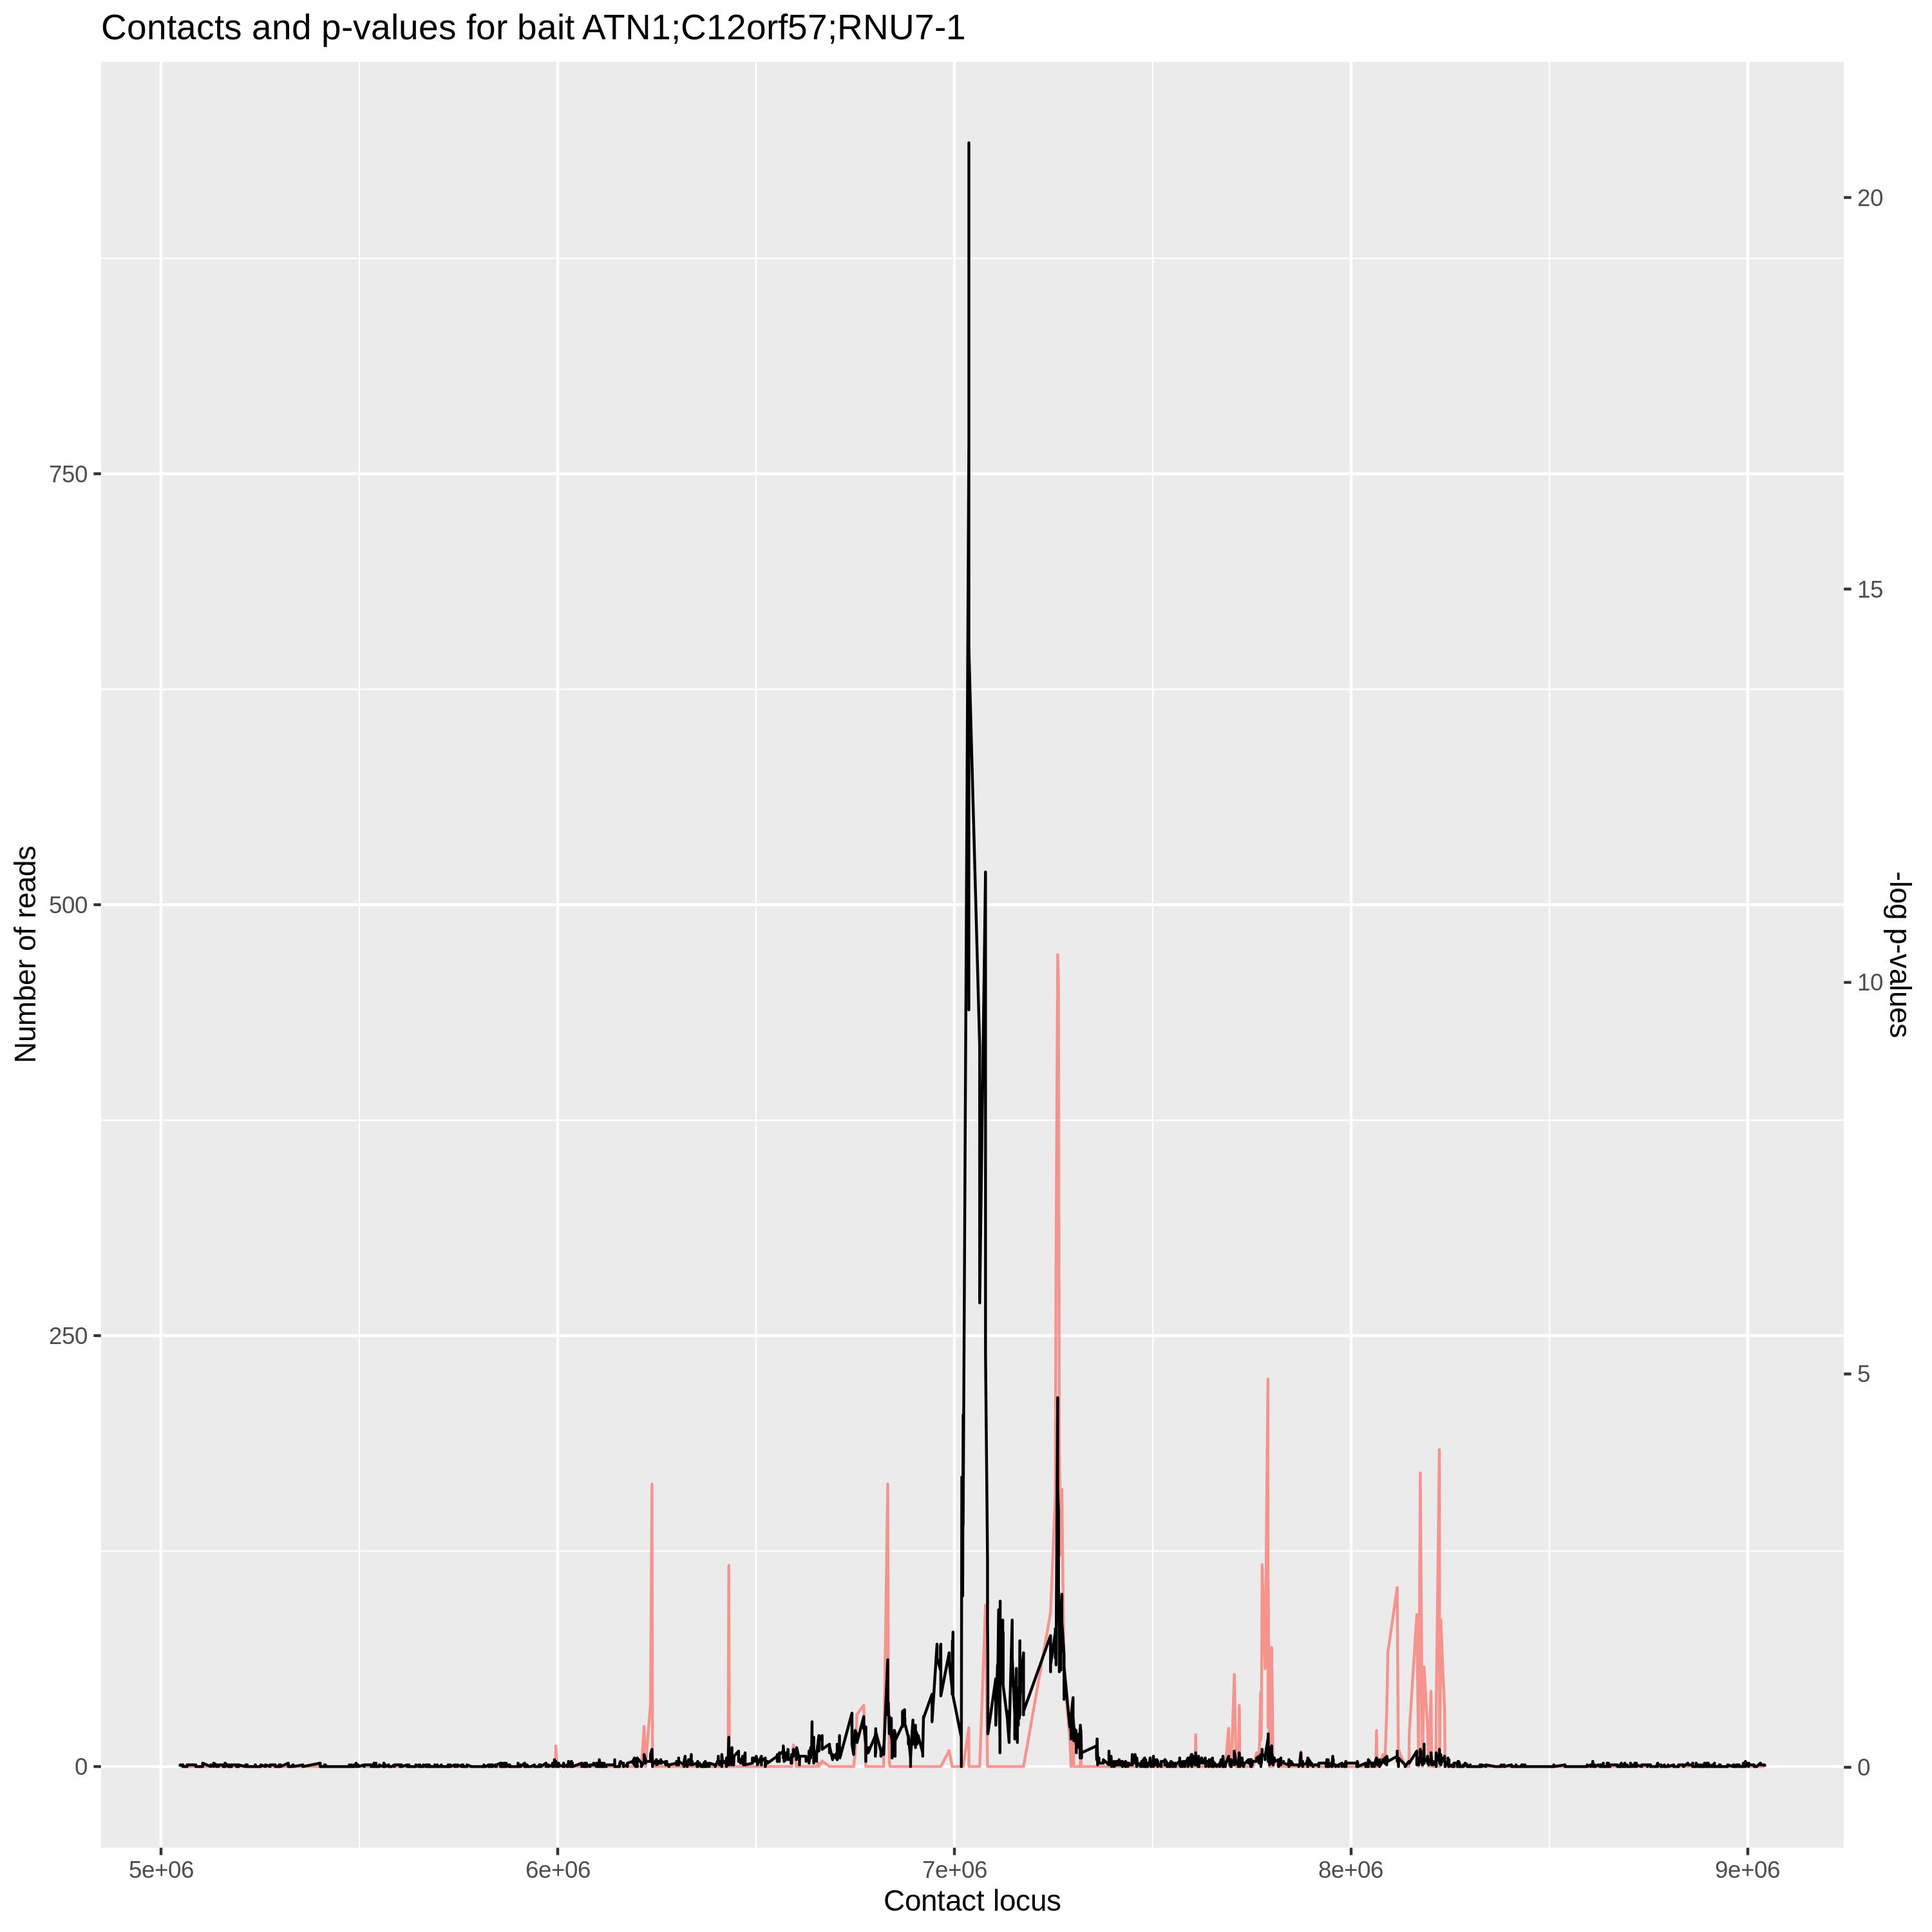 Contacts and p-values for bait ATN1;C12orf57;RNU7-1
Number of reads
750
500
250
0
20
15
10
5
0
-log p-values
5e+06
6e+06
7e+06
8e+06
9e+06
Contact locus